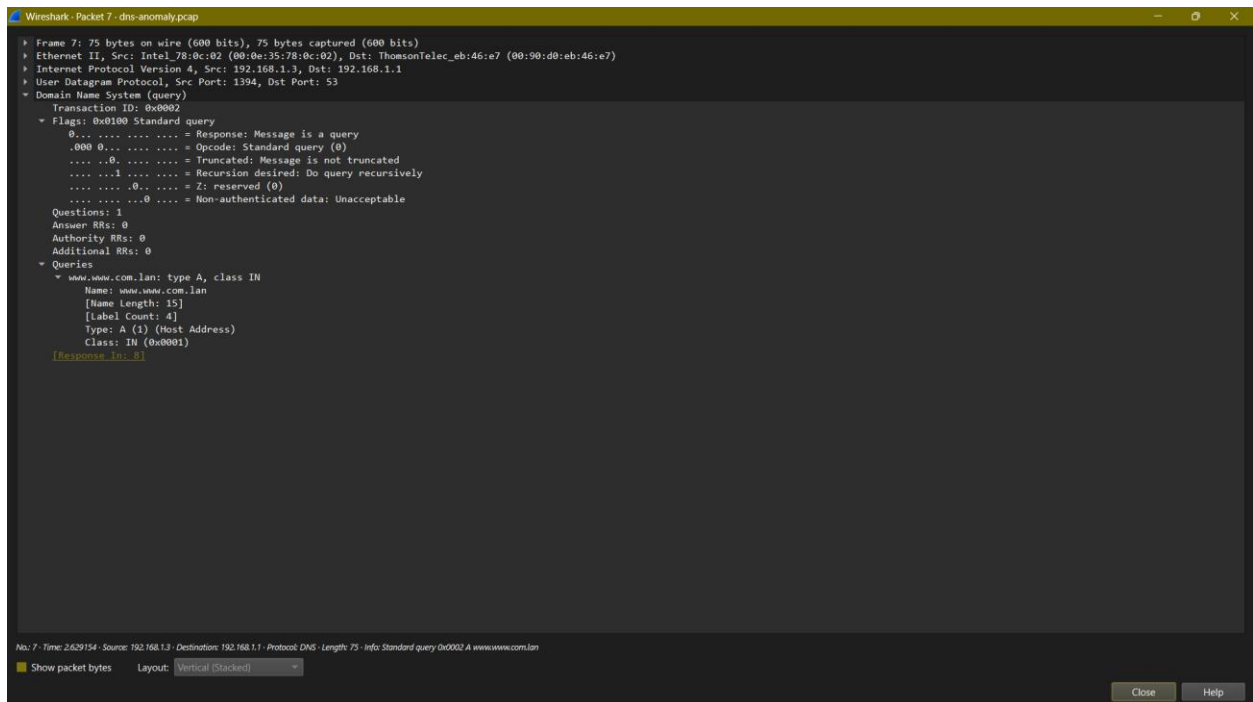 Wireshark · Packet 7 · dns-anomaly.pcap
Frame 7: 75 bytes on wire (600 bits), 75 bytes captured (600 bits)
Ethernet II, Src: Intel_78:0c:02 (00:0e:35:78:0c:02), Dst: ThomsonTelec_eb:46:e7 (00:90:d0:eb:46:e7)
Internet Protocol Version 4, Src: 192.168.1.3, Dst: 192.168.1.1
User Datagram Protocol, Src Port: 1394, Dst Port: 53
Domain Name System (query)
Transaction ID: 0x0002
Flags: 0x0100 Standard query
0... .... .... .... = Response: Message is a query
.000 0... .... .... = Opcode: Standard query (0)
.... ..0. .... .... = Truncated: Message is not truncated
.... ...1 .... .... = Recursion desired: Do query recursively
.... .... .0.. .... = Z: reserved (0)
.... .... ...0 .... = Non-authenticated data: Unacceptable
Questions: 1
Answer RRs: 0
Authority RRs: 0
Additional RRs: 0
Queries
www.www.com.lan: type A, class IN
Name: www.www.com.lan
[Name Length: 15]
[Label Count: 4]
Type: A (1) (Host Address)
Class: IN (0x0001)
[Response In: 8]
No.: 7 · Time: 2.629154 · Source: 192.168.1.3 · Destination: 192.168.1.1 · Protocol: DNS · Length: 75 · Info: Standard query 0x0002 A www.www.com.lan
Show packet bytes Layout: Vertical (Stacked)
Close Help